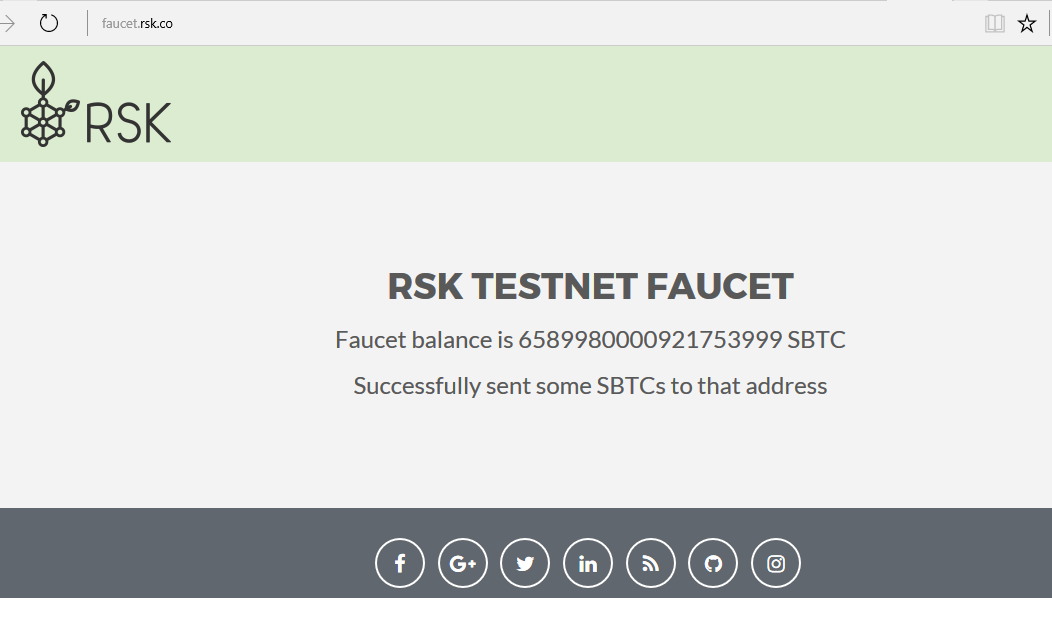 faucet.rsk.co
RSK
RSK TESTNET FAUCET
Faucet balance is 6589980000921753999 SBTC
Successfully sent some SBTCs to that address